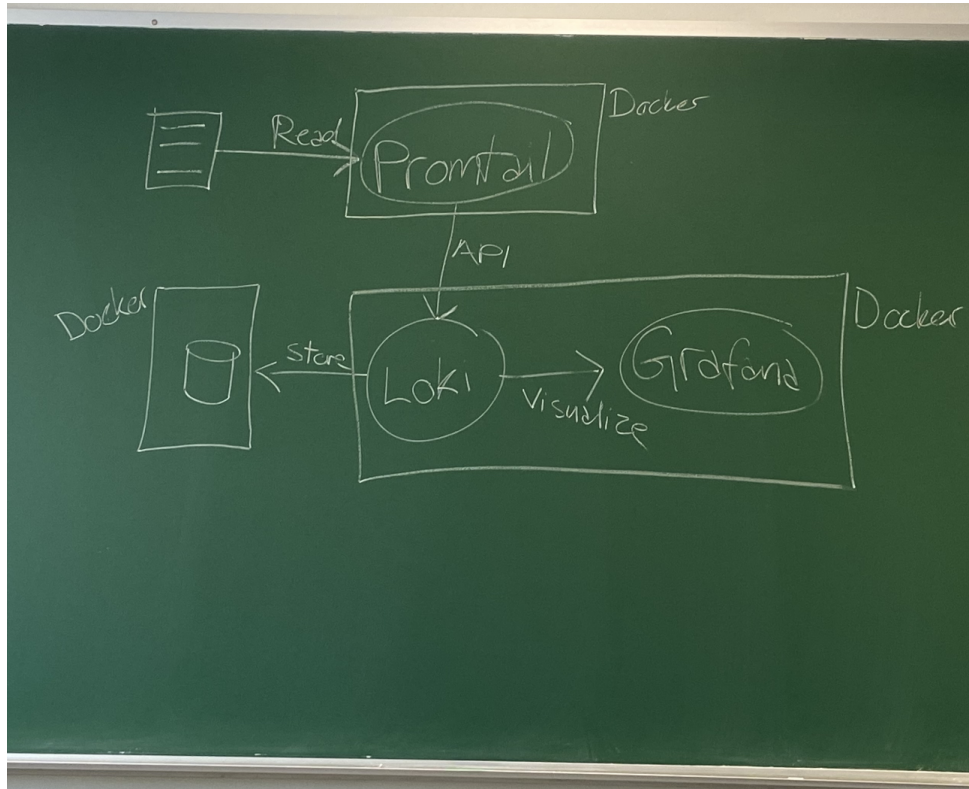 Docker
Read
Promtail
API
Docker
Docker
Store
Loki
Visualize
Grafana